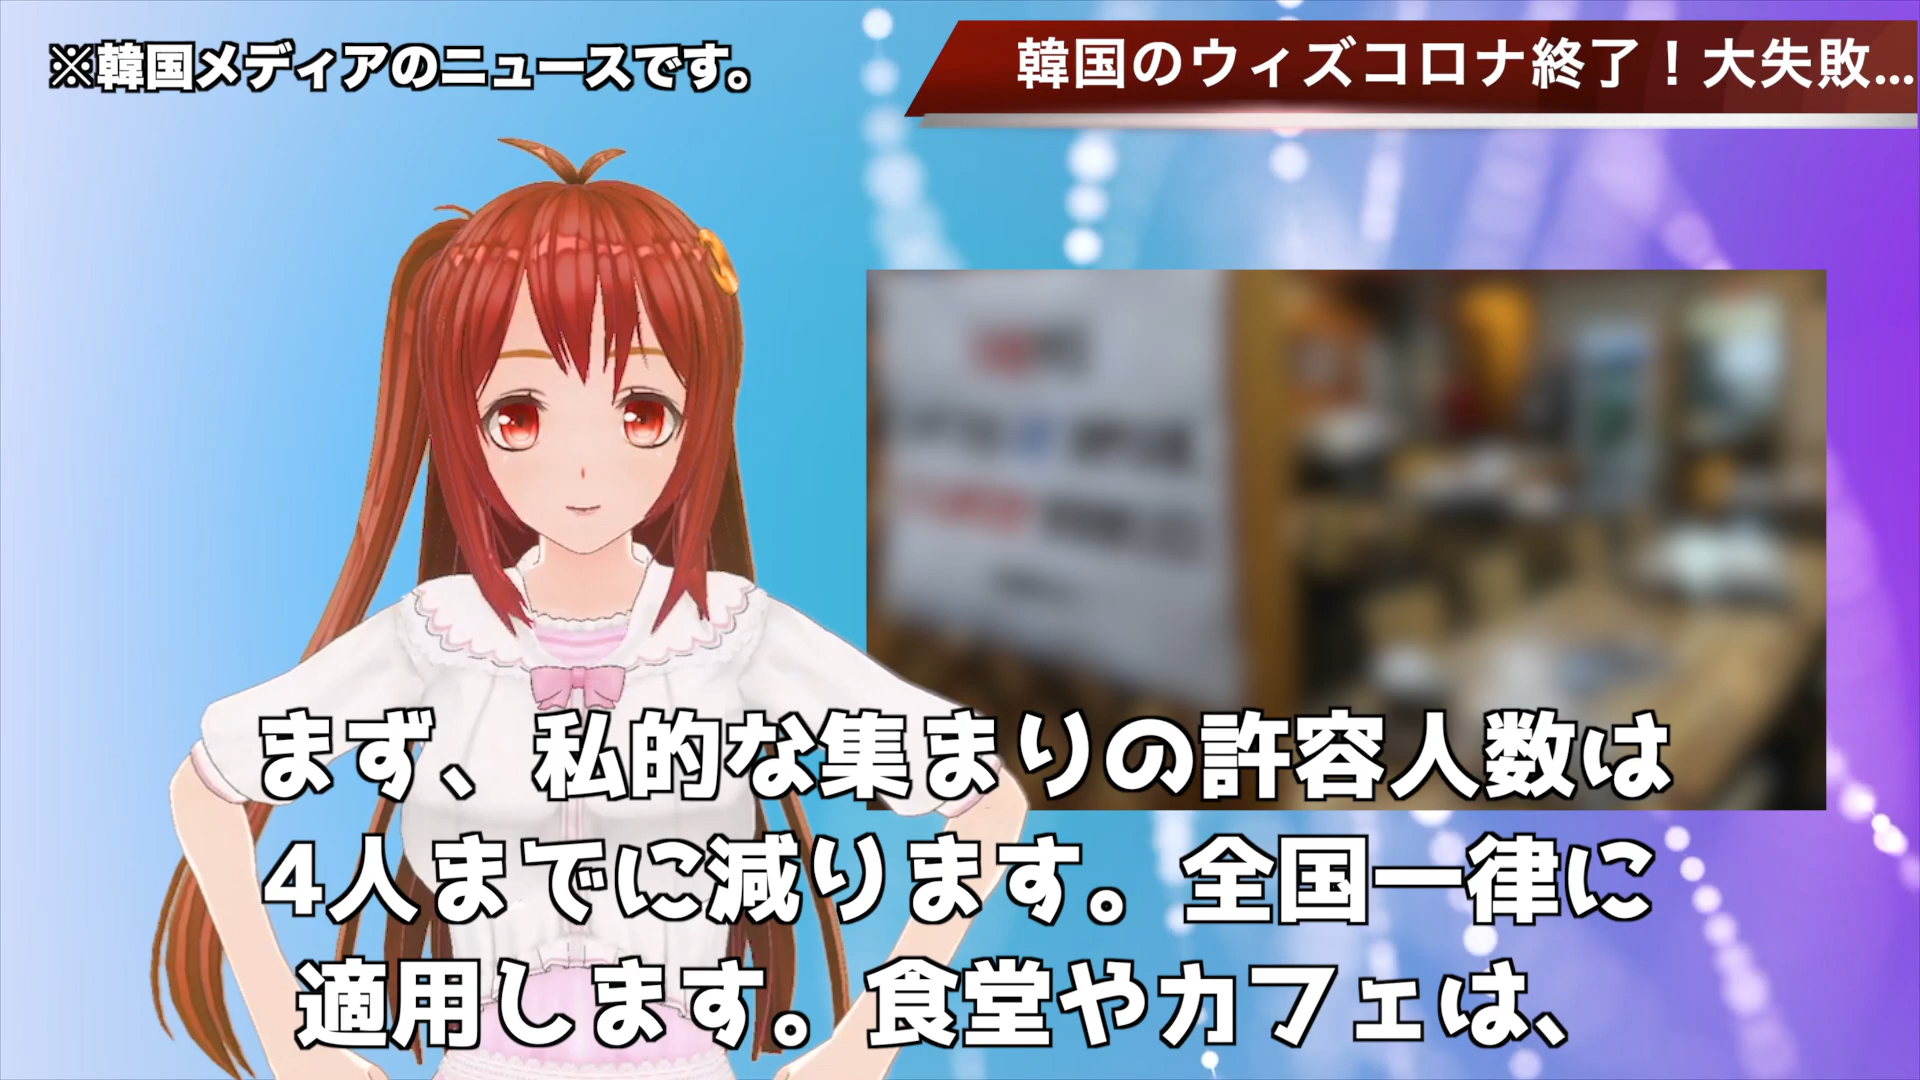 ※韓国メディアのニュースです。
韓国のウィズコロナ終了！大失敗…
まず、私的な集まりの許容人数は
4人までに減ります。全国一律に
適用します。食堂やカフェは、